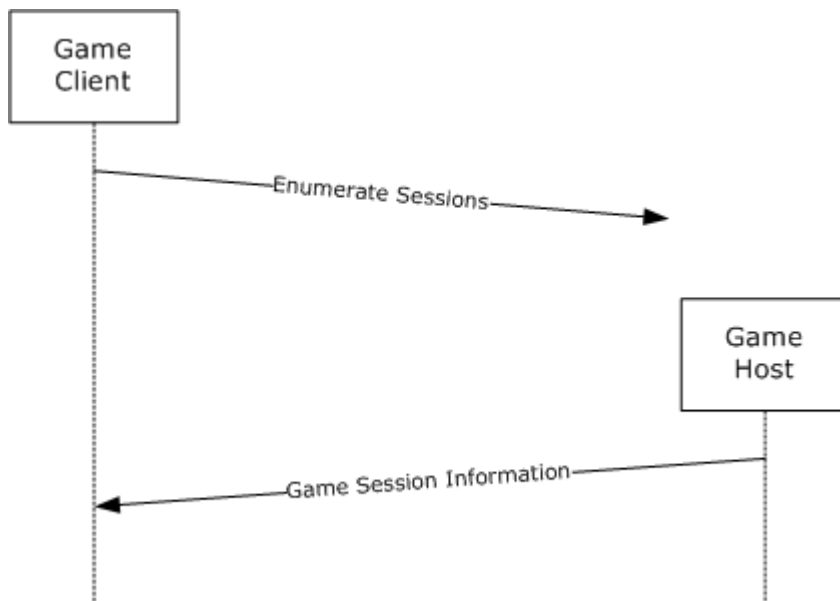 Game
Client
Enumerate Sessions
Game
Host
Game Session Information